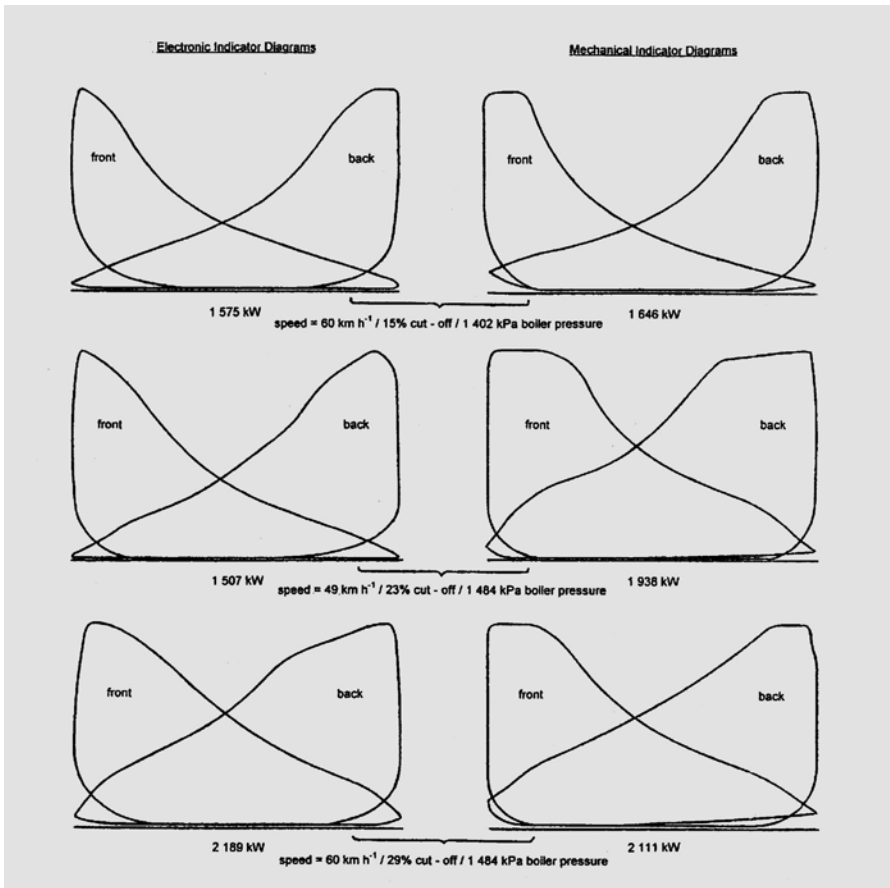 Electronic Indicator Diagrams
Mechanical Indicator Diagrams
front
back
front
back
1 575 kW
1 646 kW
speed = 60 km h⁻¹ / 15% cut - off / 1 402 kPa boiler pressure
front
back
front
back
1 507 kW
1 938 kW
speed = 49 km h⁻¹ / 23% cut - off / 1 484 kPa boiler pressure
front
back
front
back
2 189 kW
2 111 kW
speed = 60 km h⁻¹ / 29% cut - off / 1 484 kPa boiler pressure